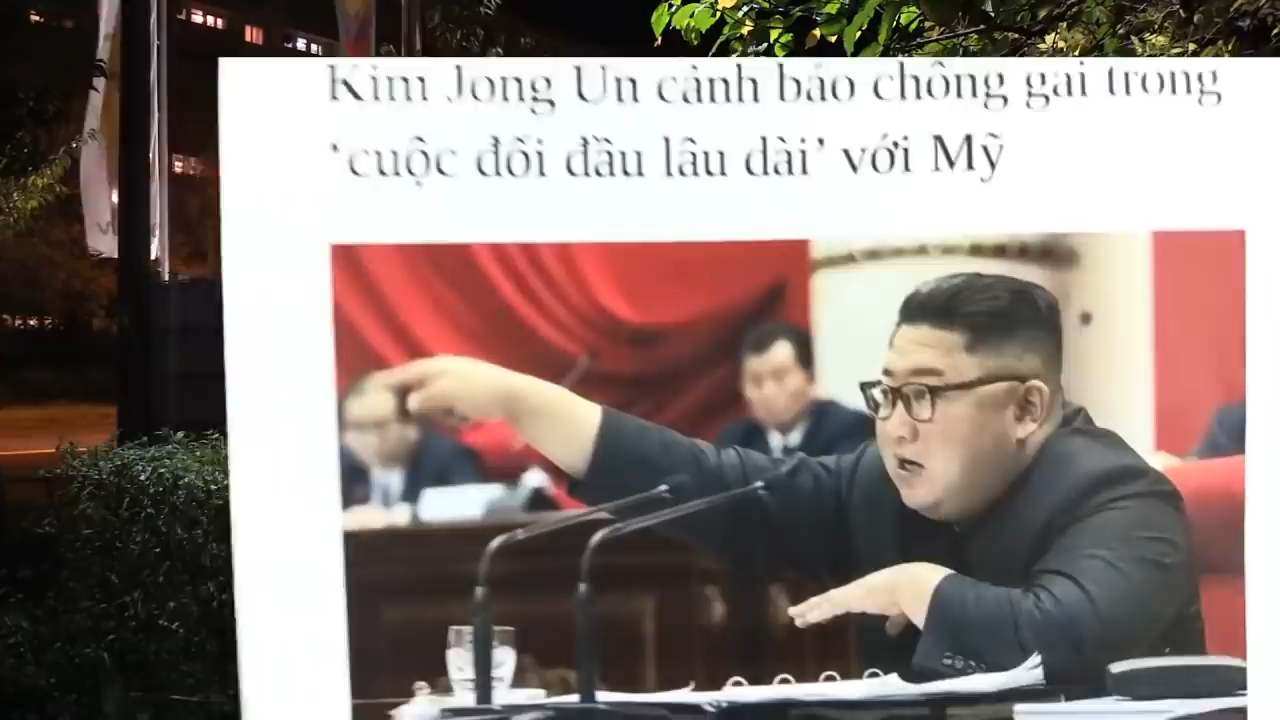 Kim Jong Un cảnh báo chông gai trong
‘cuộc đối đầu lâu dài’ với Mỹ